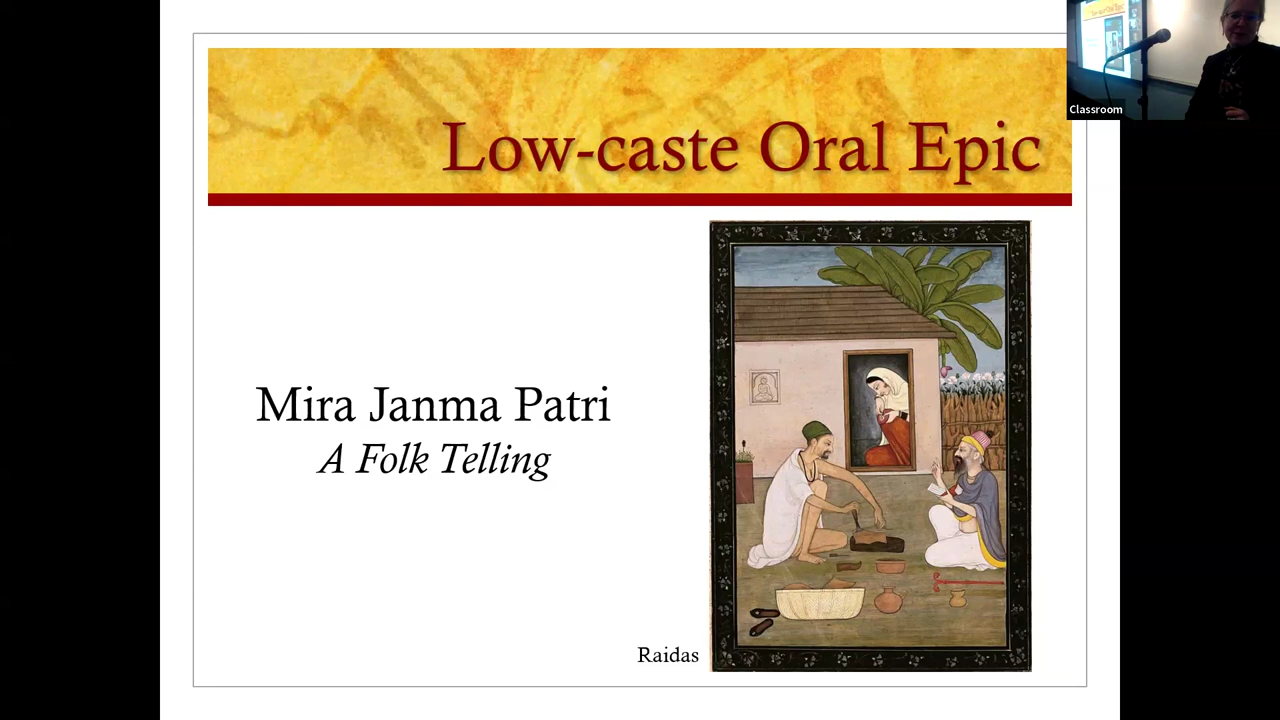 Low-caste Oral Epic
Classroom
Mira Janma Patri
A Folk Telling
Raidas